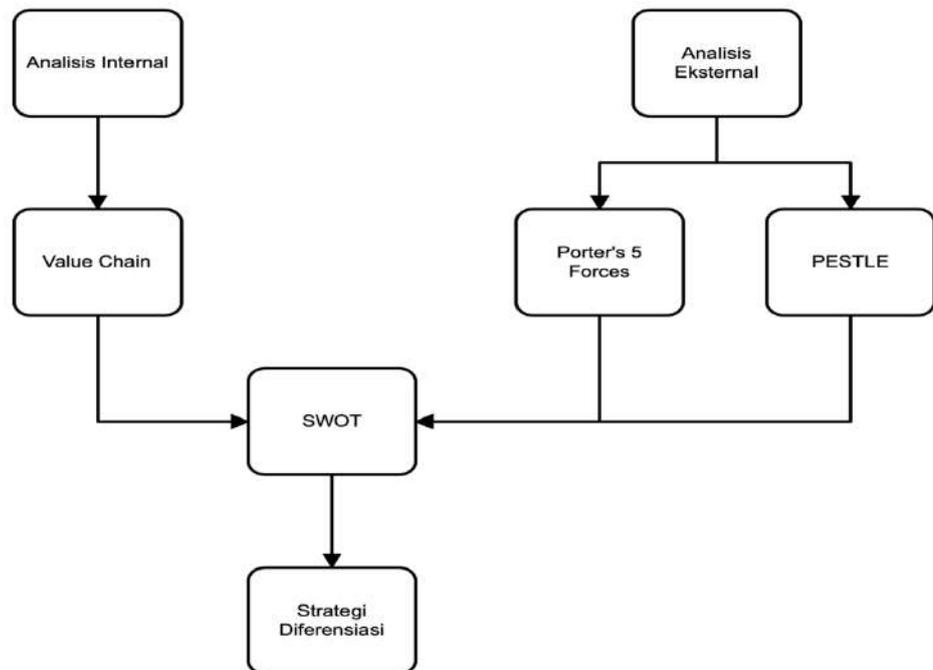 Analisis Internal
Analisis
Eksternal
Value Chain
Porter's 5
Forces
PESTLE
SWOT
Strategi
Diferensiasi